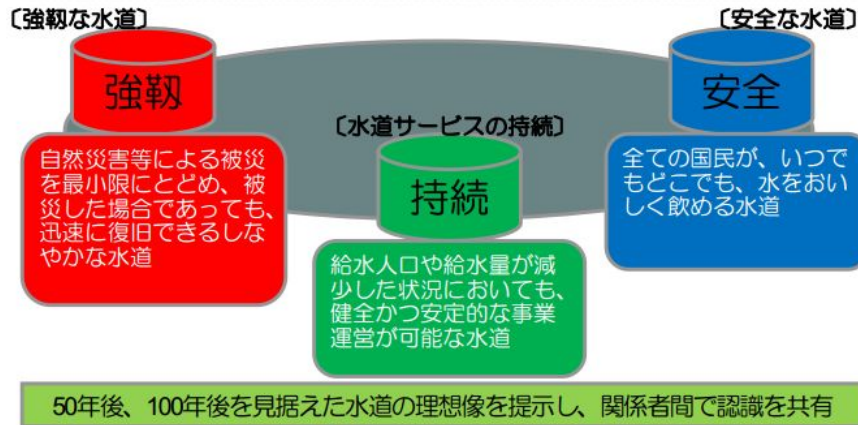 〔強靱な水道〕
強靱
自然災害等による被災
を最小限にとどめ、被
災した場合であっても、
迅速に復旧できるしな
やかな水道
〔水道サービスの持続〕
持続
給水人口や給水量が減
少した状況においても、
健全かつ安定的な事業
運営が可能な水道
〔安全な水道〕
安全
全ての国民が、いつで
もどこでも、水をおい
しく飲める水道
50年後、100年後を見据えた水道の理想像を提示し、関係者間で認識を共有